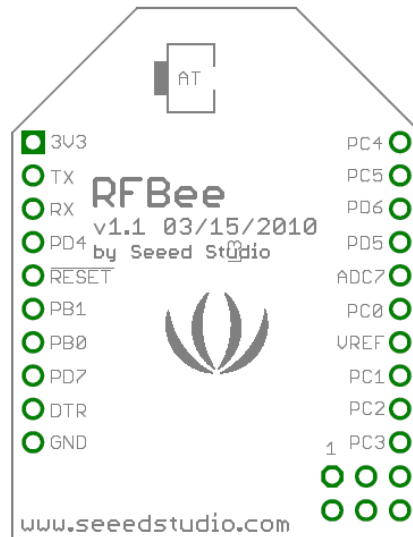 AT
3V3
TX
RX
PD4
RESET
PB1
PB0
PD7
DTR
GND
RFBee
v1.1 03/15/2010
by Seeed Studio
PC4
PC5
PD6
PD5
ADC7
PC0
VREF
PC1
PC2
PC3
1
www.seeedstudio.com